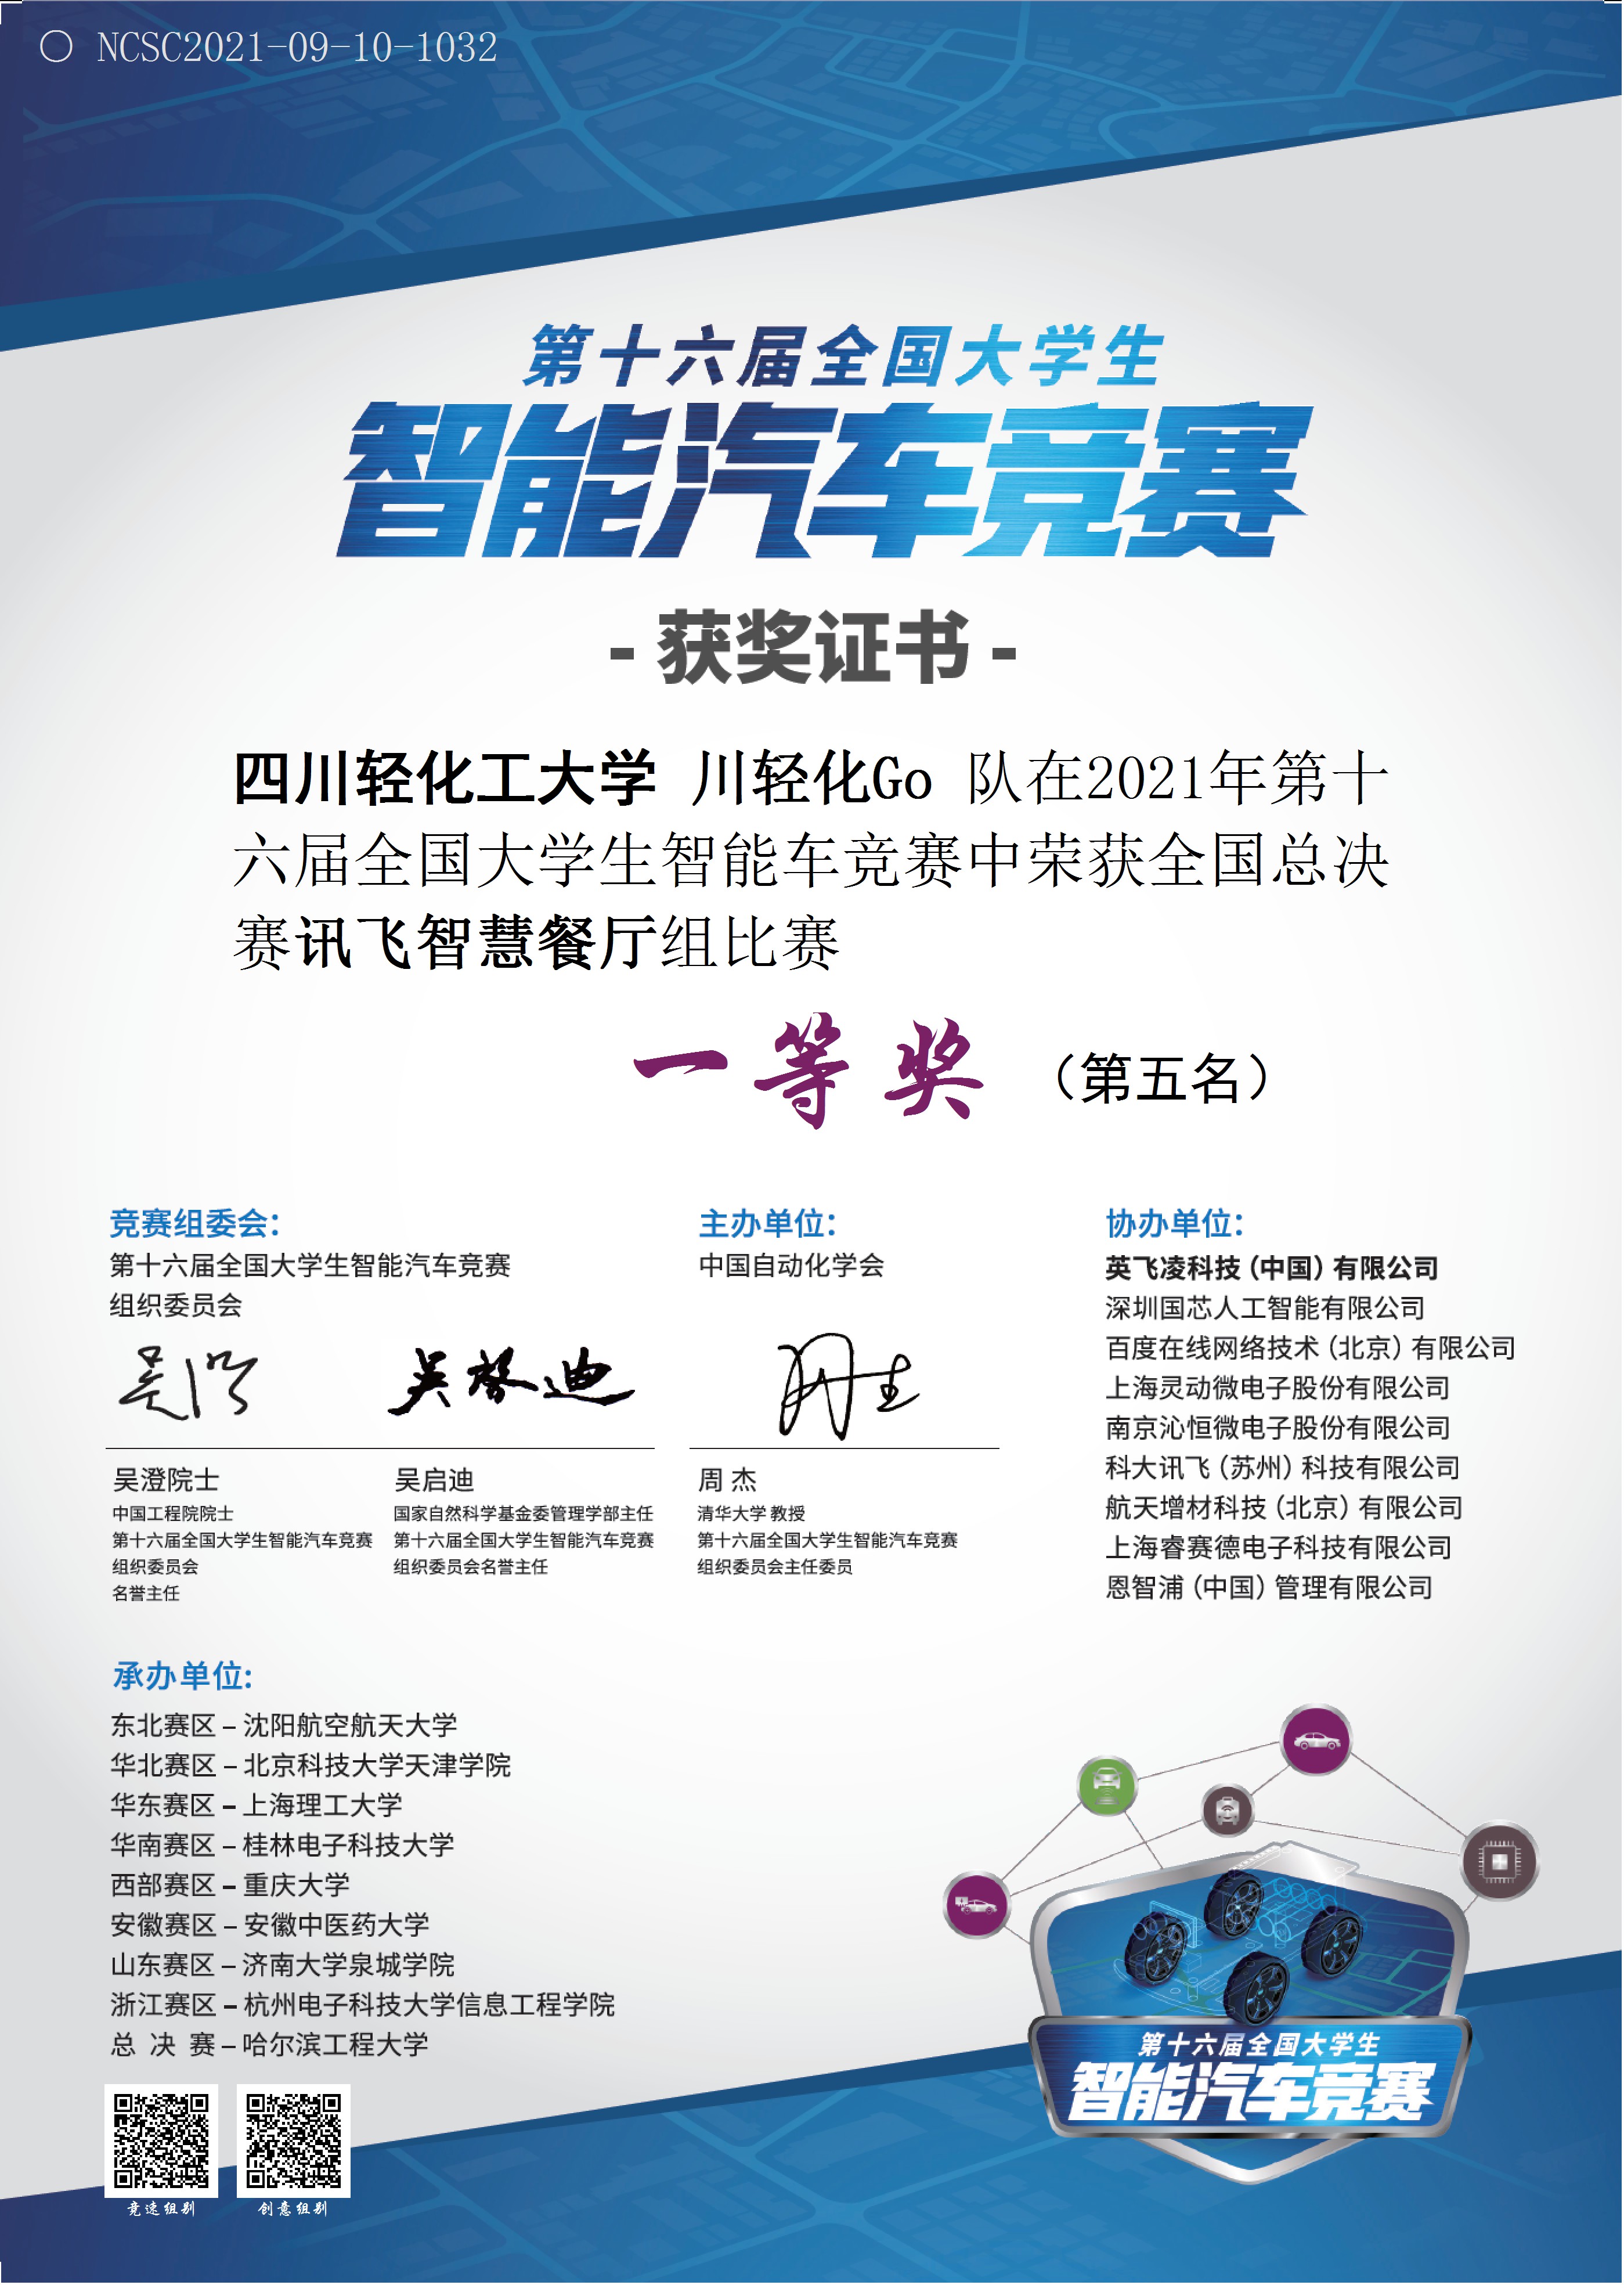 ○ NCSC2021-09-10-1032
第十六届全国大学生
智能汽车竞赛
- 获奖证书 -
四川轻化工大学 川轻化Go 队在2021年第十
六届全国大学生智能车竞赛中荣获全国总决
赛讯飞智慧餐厅组比赛
一等奖 （第五名）
竞赛组委会：
第十六届全国大学生智能汽车竞赛
组织委员会
吴澄
吴启迪
吴澄院士
中国工程院院士
第十六届全国大学生智能汽车竞赛
组织委员会
名誉主任
吴启迪
国家自然科学基金委管理学部主任
第十六届全国大学生智能汽车竞赛
组织委员会名誉主任
主办单位：
中国自动化学会
周杰
周 杰
清华大学 教授
第十六届全国大学生智能汽车竞赛
组织委员会主任委员
协办单位：
英飞凌科技（中国）有限公司
深圳国芯人工智能有限公司
百度在线网络技术（北京）有限公司
上海灵动微电子股份有限公司
南京沁恒微电子股份有限公司
科大讯飞（苏州）科技有限公司
航天增材科技（北京）有限公司
上海睿赛德电子科技有限公司
恩智浦（中国）管理有限公司
承办单位：
东北赛区 – 沈阳航空航天大学
华北赛区 – 北京科技大学天津学院
华东赛区 – 上海理工大学
华南赛区 - 桂林电子科技大学
西部赛区 – 重庆大学
安徽赛区 – 安徽中医药大学
山东赛区 – 济南大学泉城学院
浙江赛区 – 杭州电子科技大学信息工程学院
总 决 赛 – 哈尔滨工程大学
竞速组别
创意组别
第十六届全国大学生
智能汽车竞赛